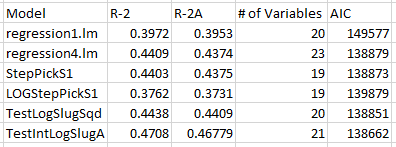 Model R-2 R-2A # of Variables AIC
regression1.lm 0.3972 0.3953 20 149577
regression4.lm 0.4409 0.4374 23 138879
StepPickS1 0.4403 0.4375 19 138873
LOGStepPickS1 0.3762 0.3731 19 139879
TestLogSlugSqd 0.4438 0.4409 20 138851
TestIntLogSlugA 0.4708 0.46779 21 138662